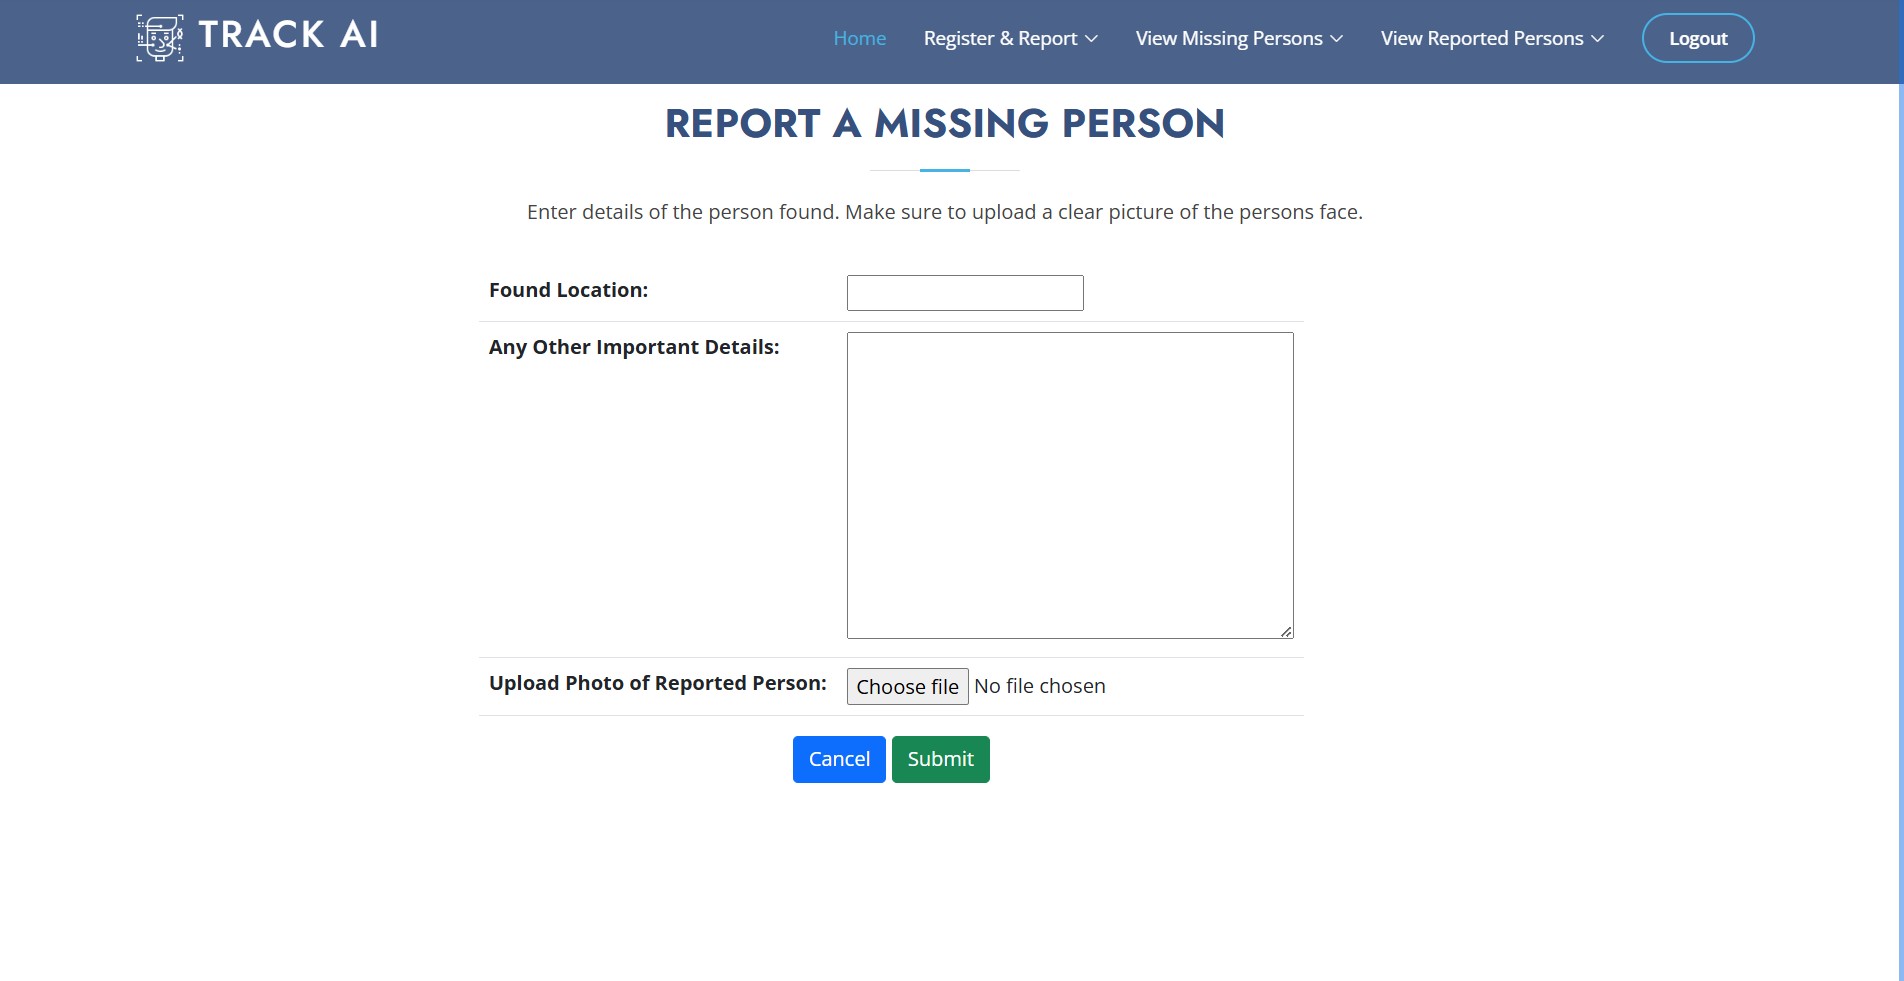 TRACK AI
Home Register & Report View Missing Persons View Reported Persons Logout
REPORT A MISSING PERSON
Enter details of the person found. Make sure to upload a clear picture of the persons face.
Found Location:
Any Other Important Details:
Upload Photo of Reported Person: Choose file No file chosen
Cancel Submit